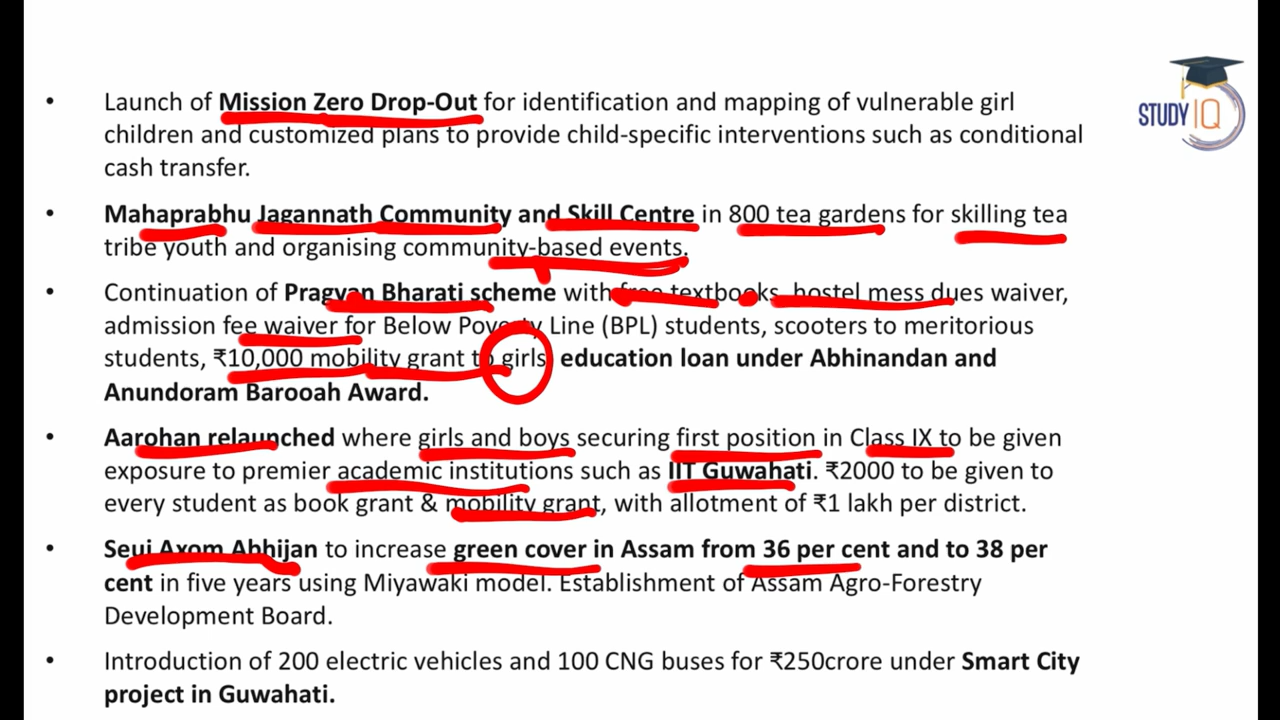 • Launch of Mission Zero Drop-Out for identification and mapping of vulnerable girl
children and customized plans to provide child-specific interventions such as conditional
cash transfer.
STUDY IQ
• Mahaprabhu Jagannath Community and Skill Centre in 800 tea gardens for skilling tea
tribe youth and organising community-based events.
• Continuation of Pragyan Bharati scheme with free textbooks, hostel mess dues waiver,
admission fee waiver for Below Poverty Line (BPL) students, scooters to meritorious
students, ₹10,000 mobility grant to girls, education loan under Abhinandan and
Anundoram Barooah Award.
• Aarohan relaunched where girls and boys securing first position in Class IX to be given
exposure to premier academic institutions such as IIT Guwahati. ₹2000 to be given to
every student as book grant & mobility grant, with allotment of ₹1 lakh per district.
• Seuj Axom Abhijan to increase green cover in Assam from 36 per cent and to 38 per
cent in five years using Miyawaki model. Establishment of Assam Agro-Forestry
Development Board.
• Introduction of 200 electric vehicles and 100 CNG buses for ₹250crore under Smart City
project in Guwahati.